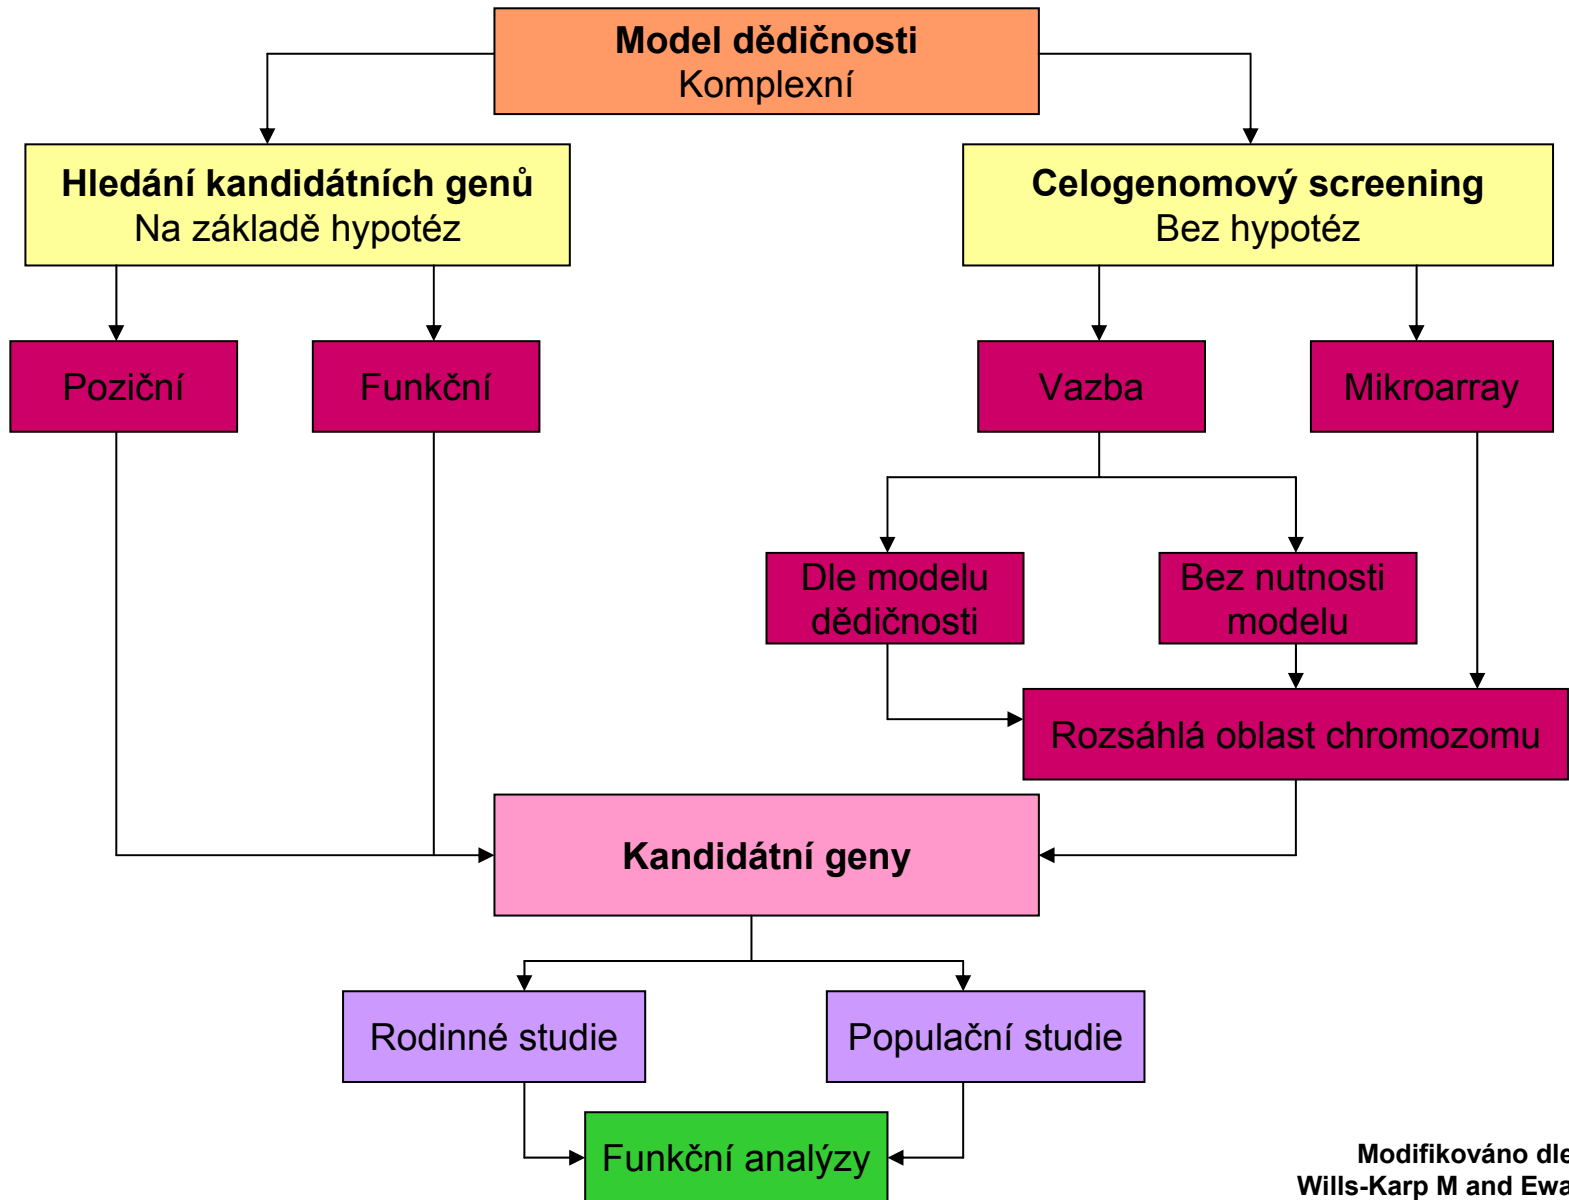 Model dědičnosti
Komplexní
Hledání kandidátních genů
Na základě hypotéz
Celogenomový screening
Bez hypotéz
Poziční
Funkční
Vazba
Mikroarray
Dle modelu
dědičnosti
Bez nutnosti
modelu
Rozsáhlá oblast chromozomu
Kandidátní geny
Rodinné studie
Populační studie
Funkční analýzy
Modifikováno dle
Wills-Karp M and Ewa